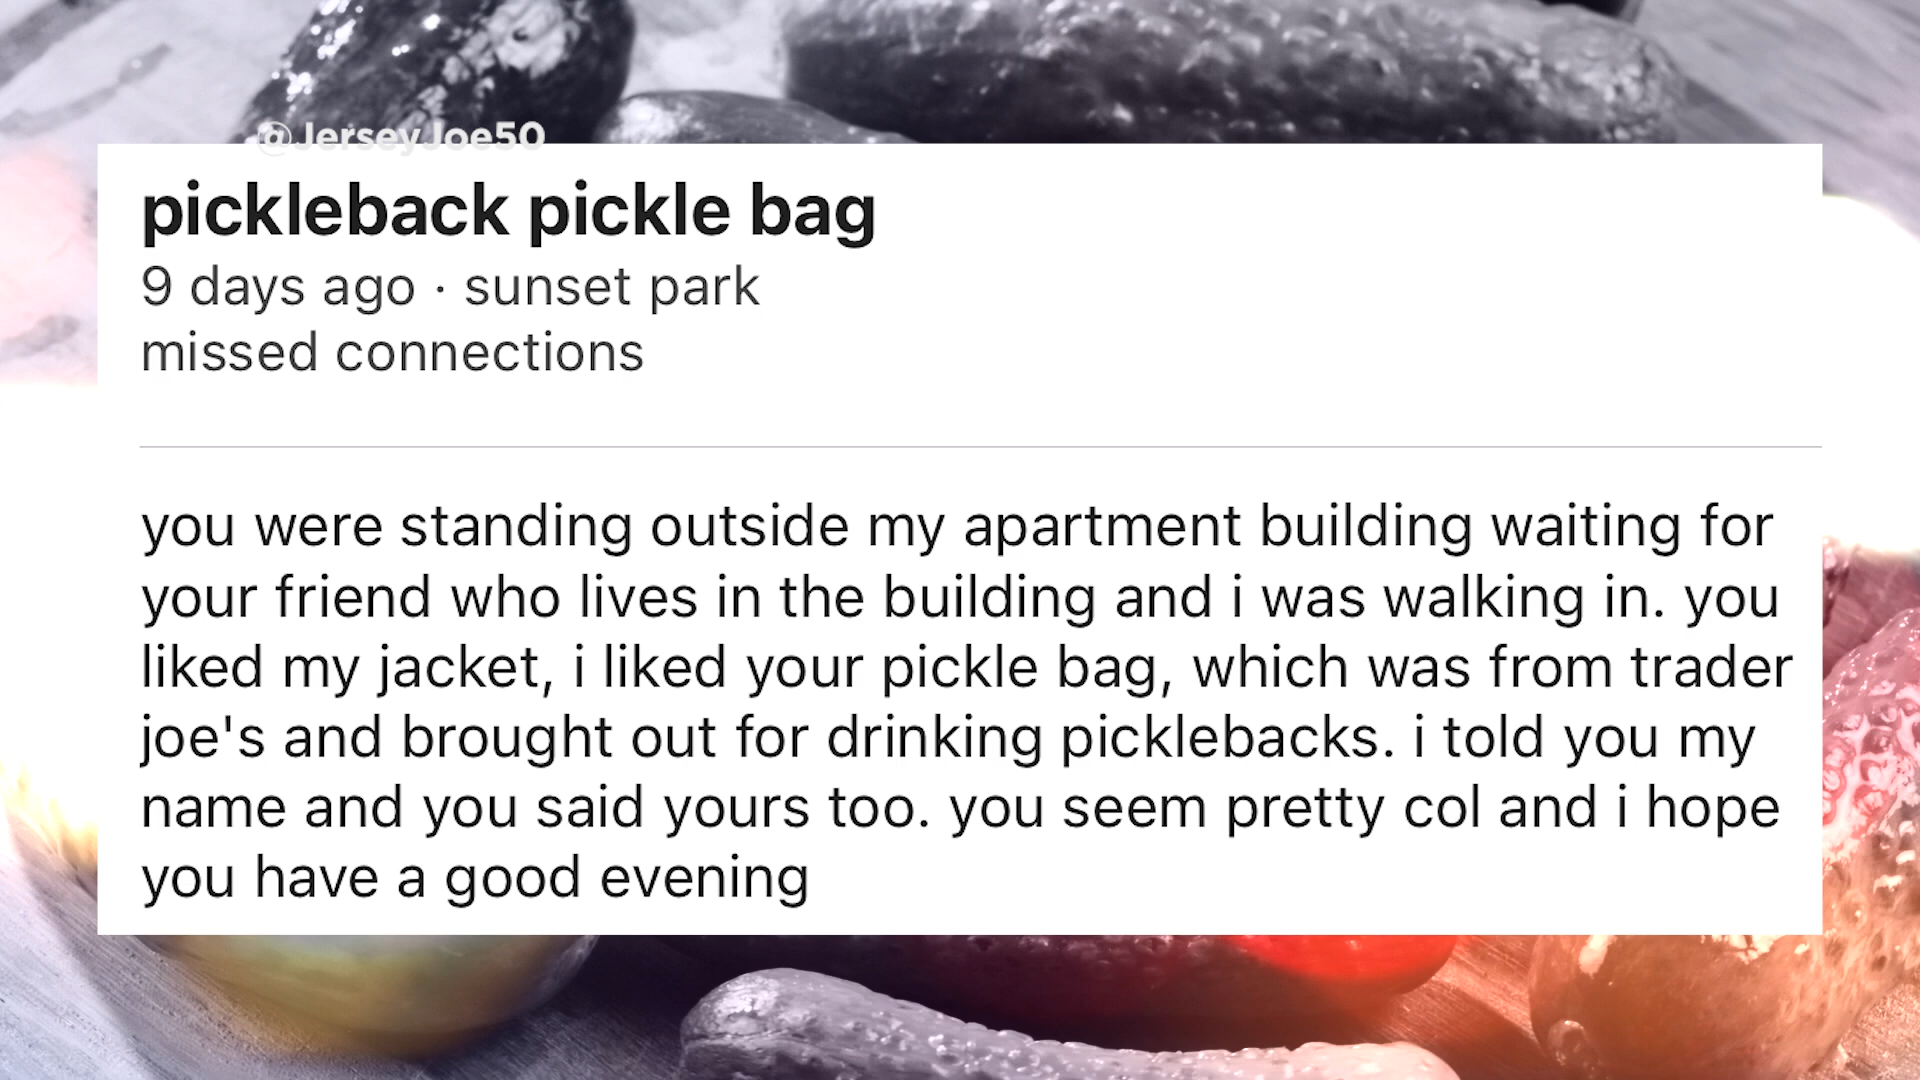 @JerseyJoe50
pickleback pickle bag
9 days ago · sunset park
missed connections
you were standing outside my apartment building waiting for
your friend who lives in the building and i was walking in. you
liked my jacket, i liked your pickle bag, which was from trader
joe's and brought out for drinking picklebacks. i told you my
name and you said yours too. you seem pretty col and i hope
you have a good evening